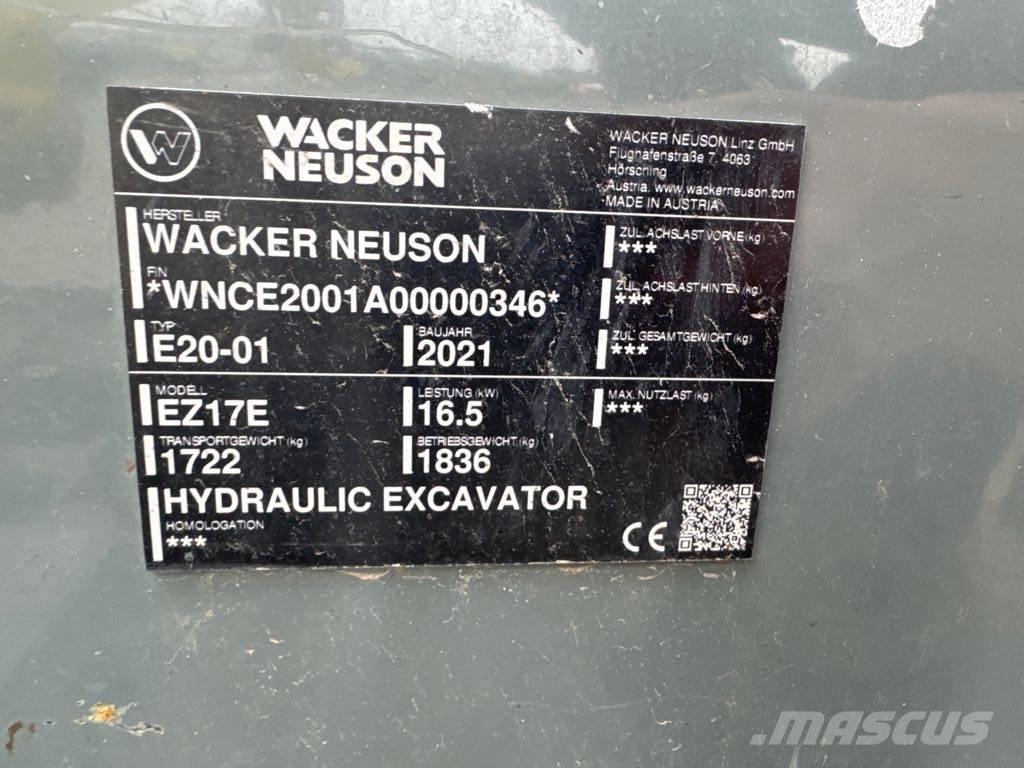 WACKER
NEUSON
WACKER NEUSON Linz GmbH
Flughafenstraße 7, 4063
Hörsching
Austria. www.wackerneuson.com
MADE IN AUSTRIA
HERSTELLER
WACKER NEUSON
FIN
*WNCE2001A00000346*
TYP
E20-01
BAUJAHR
2021
ZUL. ACHSLAST VORNE (kg)
***
ZUL. ACHSLAST HINTEN (kg)
***
ZUL. GESAMTGEWICHT (kg)
***
MODELL
EZ17E
LEISTUNG (kW)
16.5
MAX. NUTZLAST (kg)
***
TRANSPORTGEWICHT (kg)
1722
BETRIEBSGEWICHT (kg)
1836
HYDRAULIC EXCAVATOR
HOMOLOGATION
***
CE
MASCUS